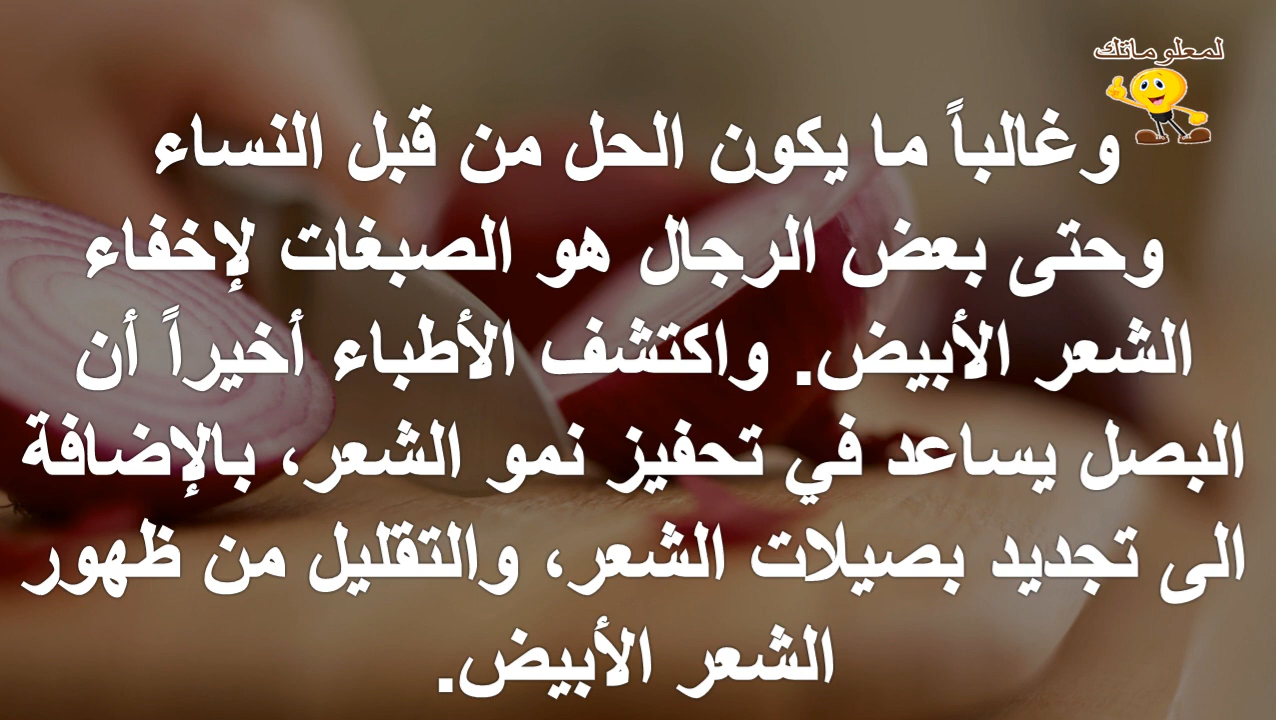 لمعلوماتك
وغالباً ما يكون الحل من قبل النساء
وحتى بعض الرجال هو الصبغات لإخفاء
الشعر الأبيض. واكتشف الأطباء أخيراً أن
البصل يساعد في تحفيز نمو الشعر، بالإضافة
الى تجديد بصيلات الشعر، والتقليل من ظهور
الشعر الأبيض.